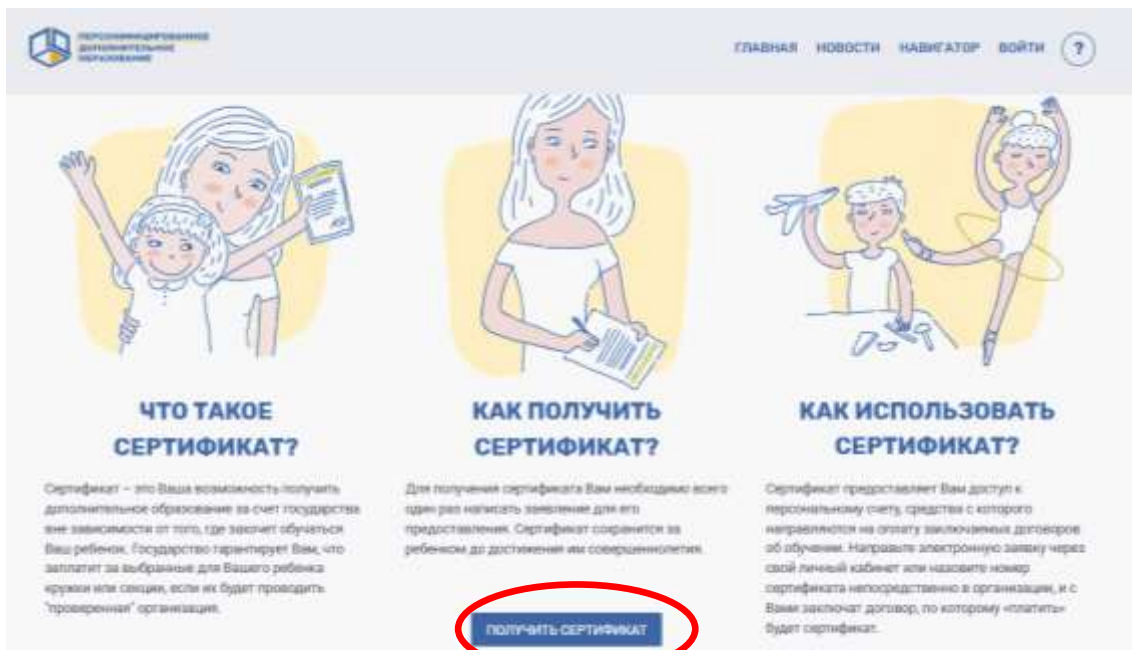 ПЕРСОНИФИЦИРОВАННОЕ
ДОПОЛНИТЕЛЬНОЕ
ОБРАЗОВАНИЕ
ГЛАВНАЯ НОВОСТИ НАВИГАТОР ВОЙТИ ?
ЧТО ТАКОЕ
СЕРТИФИКАТ?
Сертификат – это Ваша возможность получить
дополнительное образование за счет государства
вне зависимости от того, где захочет обучаться
Ваш ребенок. Государство гарантирует Вам, что
заплатит за выбранные для Вашего ребенка
кружки или секции, если их будет проводить
"проверенная" организация.
КАК ПОЛУЧИТЬ
СЕРТИФИКАТ?
Для получения сертификата Вам необходимо всего
один раз написать заявление для его
предоставления. Сертификат сохранится за
ребенком до достижения им совершеннолетия.
ПОЛУЧИТЬ СЕРТИФИКАТ
КАК ИСПОЛЬЗОВАТЬ
СЕРТИФИКАТ?
Сертификат предоставляет Вам доступ к
персональному счету, средства с которого
направляются на оплату заключаемых договоров
об обучении. Направьте электронную заявку через
свой личный кабинет или назовите номер
сертификата непосредственно в организации, и с
Вами заключат договор, по которому «платить»
будет сертификат.